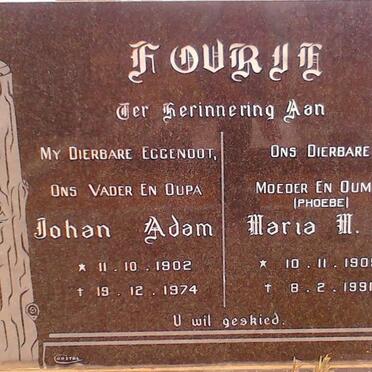 FOURIE
Ter Herinnering Aan
MY DIERBARE EGGENOOT,
ONS VADER EN OUPA
Johan Adam
* 11.10.1902
† 19.12.1974
ONS DIERBARE
MOEDER EN OUM
(PHOEBE)
Maria M.
* 10.11.190
† 8.2.1991
U wil geskied.